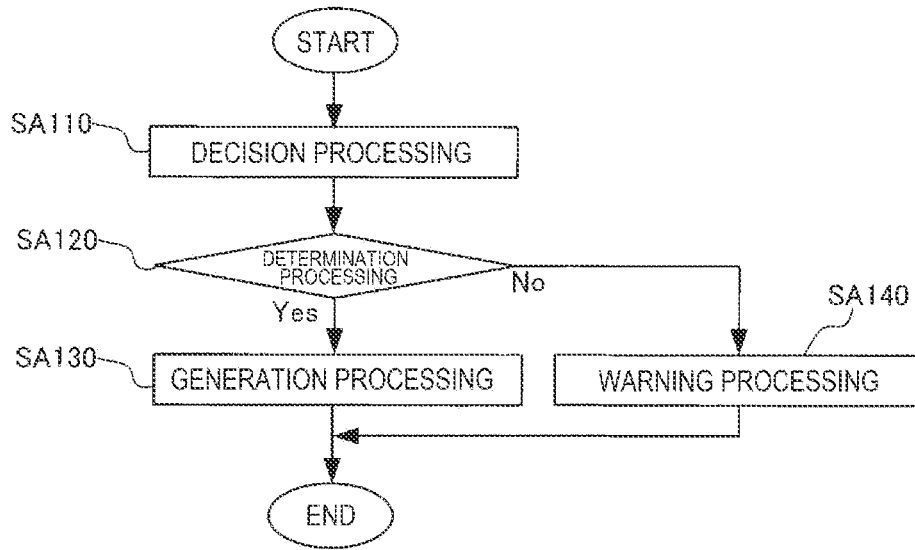 START
SA110
DECISION PROCESSING
SA120
DETERMINATION
PROCESSING
No
Yes
SA140
SA130
GENERATION PROCESSING
WARNING PROCESSING
END